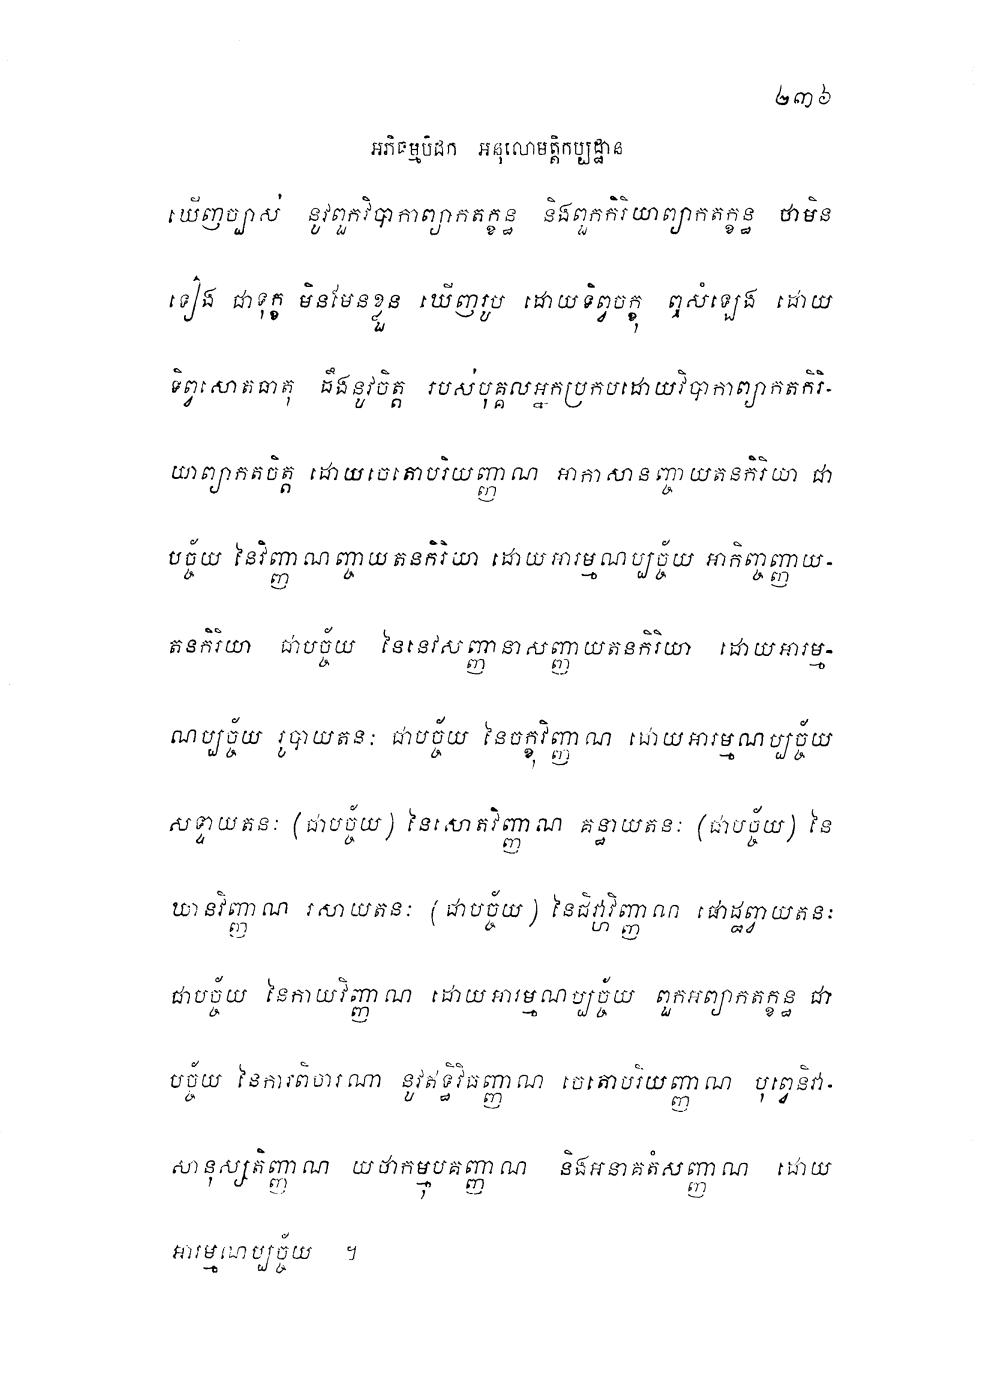 ២៣៦
អភិធម្មបិដក អនុលោមតិកប្បដ្ឋាន
ឃើញច្បាស់ នូវពួកវិបាកាព្យាកតក្ខន្ធ និងពួកកិរិយាព្យាកតក្ខន្ធ ថាមិន
ទៀង ជាទុក្ខ មិនមែនខ្លួន ឃើញរូប ដោយទិព្វចក្ខុ ឮសំឡេង ដោយ
ទិព្វសោតធាតុ ដឹងនូវចិត្ត របស់បុគ្គលអ្នកប្រកបដោយវិបាកាព្យាកតកិរិ-
យាព្យាកតចិត្ត ដោយចេតោបរិយញ្ញាណ អាកាសានញ្ចាយតនកិរិយា ជា
បច្ច័យ នៃវិញ្ញាណញ្ចាយតនកិរិយា ដោយអារម្មណប្បច្ច័យ អាកិញ្ចញ្ញាយ-
តនកិរិយា ជាបច្ច័យ នៃនេវសញ្ញានាសញ្ញាយតនកិរិយា ដោយអារម្ម-
ណប្បច្ច័យ រូបាយតនៈ ជាបច្ច័យ នៃចក្ខុវិញ្ញាណ ដោយអារម្មណប្បច្ច័យ
សទ្ទាយតនៈ (ជាបច្ច័យ) នៃសោតវិញ្ញាណ គន្ធាយតនៈ (ជាបច្ច័យ) នៃ
ឃានវិញ្ញាណ រសាយតនៈ (ជាបច្ច័យ) នៃជិវ្ហាវិញ្ញាណ ផោដ្ឋព្វាយតនៈ
ជាបច្ច័យ នៃកាយវិញ្ញាណ ដោយអារម្មណប្បច្ច័យ ពួកអព្យាកតក្ខន្ធ ជា
បច្ច័យ នៃការពិចារណា នូវឥទ្ធិវិធញ្ញាណ ចេតោបរិយញ្ញាណ បុព្វេនិវា-
សានុស្សតិញ្ញាណ យថាកម្មុបគញ្ញាណ និងអនាគតំសញ្ញាណ ដោយ
អារម្មណប្បច្ច័យ ។